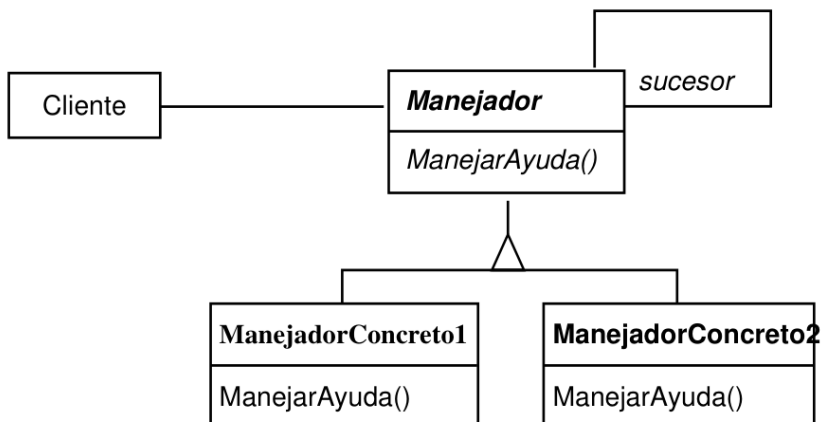 sucesor
Cliente
Manejador
ManejarAyuda()
ManejadorConcreto1
ManejadorConcreto2
ManejarAyuda()
ManejarAyuda()